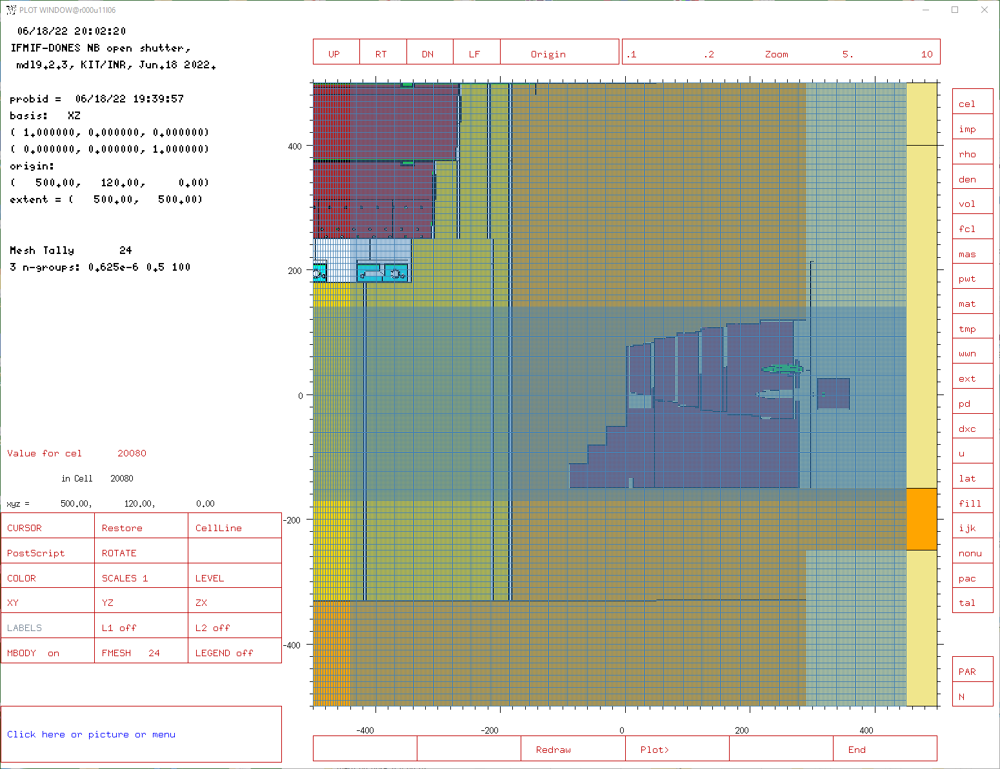 PLOT WINDOW@r000u11l06
06/18/22 20:02:20
IFMIF-DONES NB open shutter,
mdl9.2.3, KIT/INR, Jun.18 2022.
probid = 06/18/22 19:39:57
basis: XZ
( 1.000000, 0.000000, 0.000000)
( 0.000000, 0.000000, 1.000000)
origin:
( 500.00, 120.00, 0.00)
extent = ( 500.00, 500.00)
Mesh Tally 24
3 n-groups: 0.625e-6 0.5 100
Value for cel 20080
in Cell 20080
xyz = 500.00, 120.00, 0.00
CURSOR Restore CellLine
PostScript ROTATE
COLOR SCALES 1 LEVEL
XY YZ ZX
LABELS L1 off L2 off
MBODY on FMESH 24 LEGEND off
Click here or picture or menu
UP RT DN LF Origin .1 .2 Zoom 5. 10
400
200
0
-200
-400
-400 -200 0 200 400
Redraw Plot> End
cel
imp
rho
den
vol
fcl
mas
pwt
mat
tmp
wwn
ext
pd
dxc
u
lat
fill
ijk
nonu
pac
tal
PAR
N